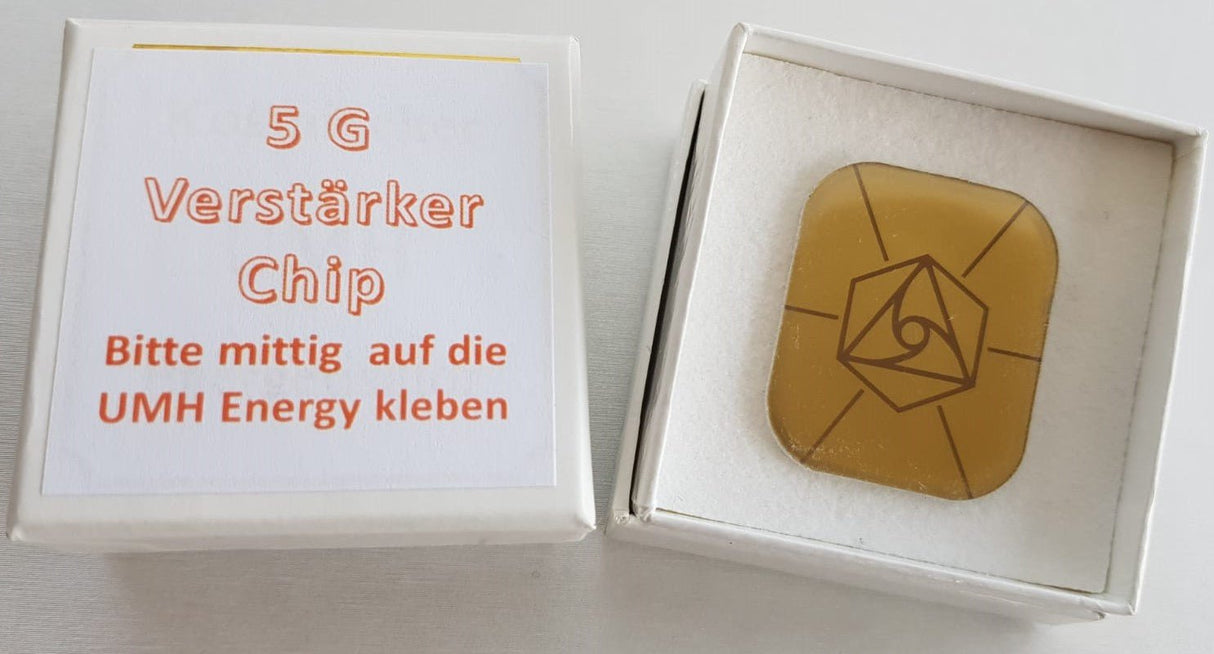 5 G
Verstärker
Chip
Bitte mittig auf die
UMH Energy kleben